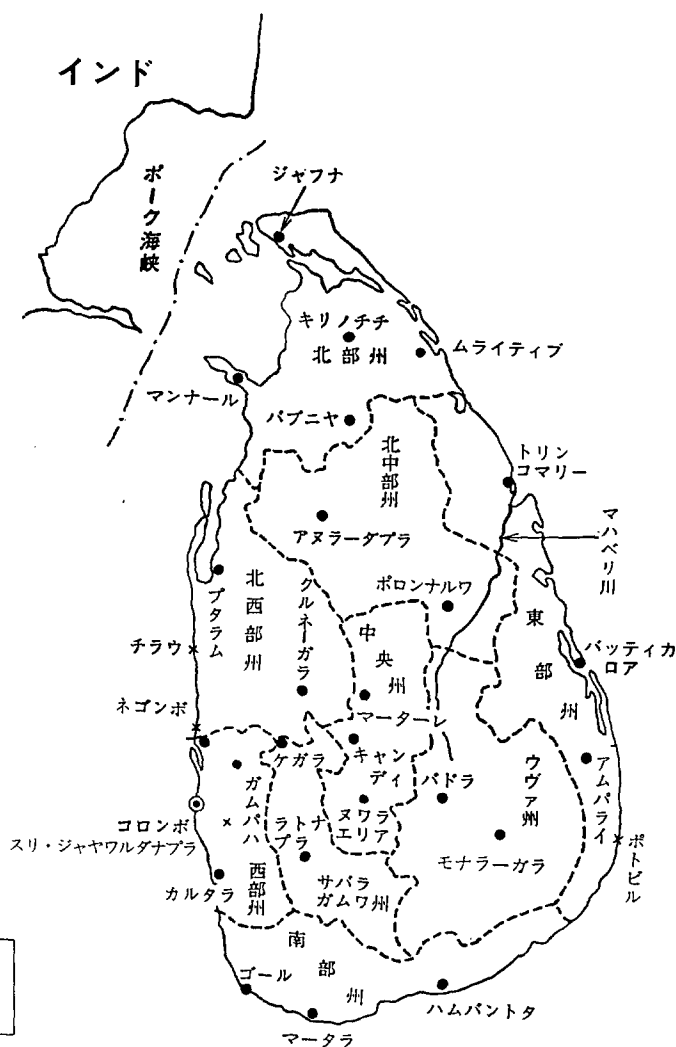 インド
ポーク海峡
ジャフナ
キリノチチ
北部州
ムライティブ
マンナール
バブニヤ
北中部州
トリン
コマリー
アヌラーダプラ
マハベリ川
ポロンナルワ
北西部州
クルネーガラ
プタラム
中央州
東部州
チラウ
バッティカ
ロア
ネゴンボ
マーターレ
ケガラ
キャン
ディ
バドラ
ウヴァ州
アムパライ
ガムパハ
ヌワラ
エリア
コロンボ
スリ・ジャヤワルダナプラ
ラトナ
プラ
モナラーガラ
ポトビル
カルタラ
西部州
サバラ
ガムワ州
南部州
ゴール
ハムバントタ
マータラ